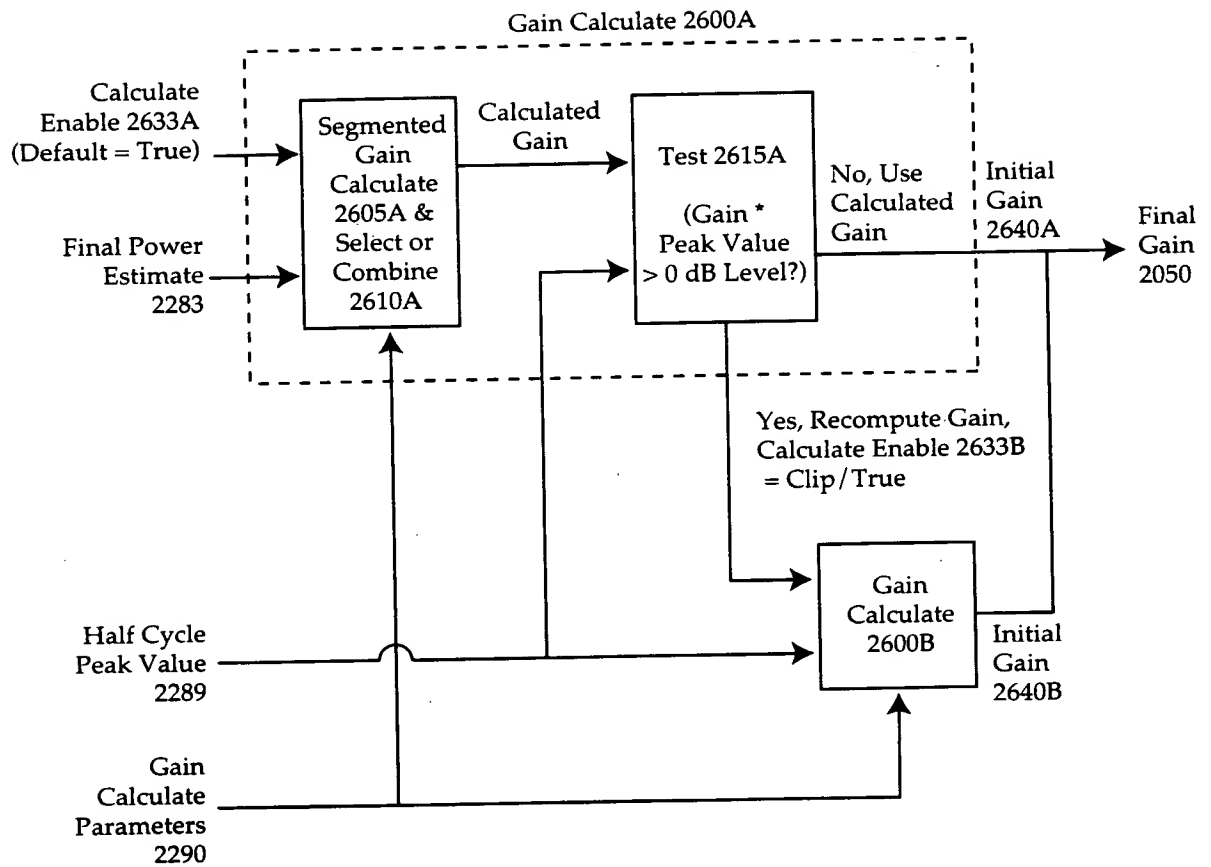 Gain Calculate 2600A
Calculate
Enable 2633A
(Default = True)
Final Power
Estimate
2283
Segmented
Gain
Calculate
2605A &
Select or
Combine
2610A
Calculated
Gain
Test 2615A
(Gain *
Peak Value
> 0 dB Level?)
No, Use
Calculated
Gain
Initial
Gain
2640A
Final
Gain
2050
Yes, Recompute Gain,
Calculate Enable 2633B
= Clip/True
Gain
Calculate
2600B
Initial
Gain
2640B
Half Cycle
Peak Value
2289
Gain
Calculate
Parameters
2290